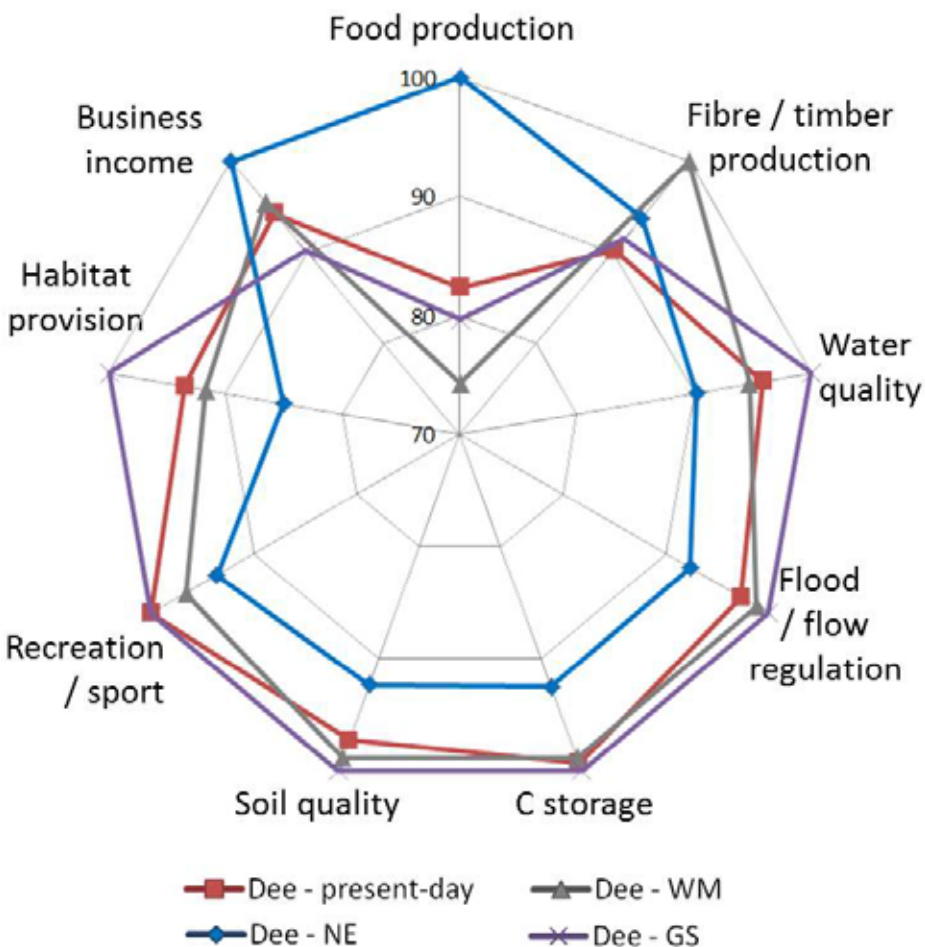 Food production
100
Business
income
Fibre / timber
production
90
Habitat
provision
80
Water
quality
70
Flood
/ flow
regulation
Recreation
/ sport
Soil quality
C storage
Dee - present-day
Dee - WM
Dee - NE
Dee - GS